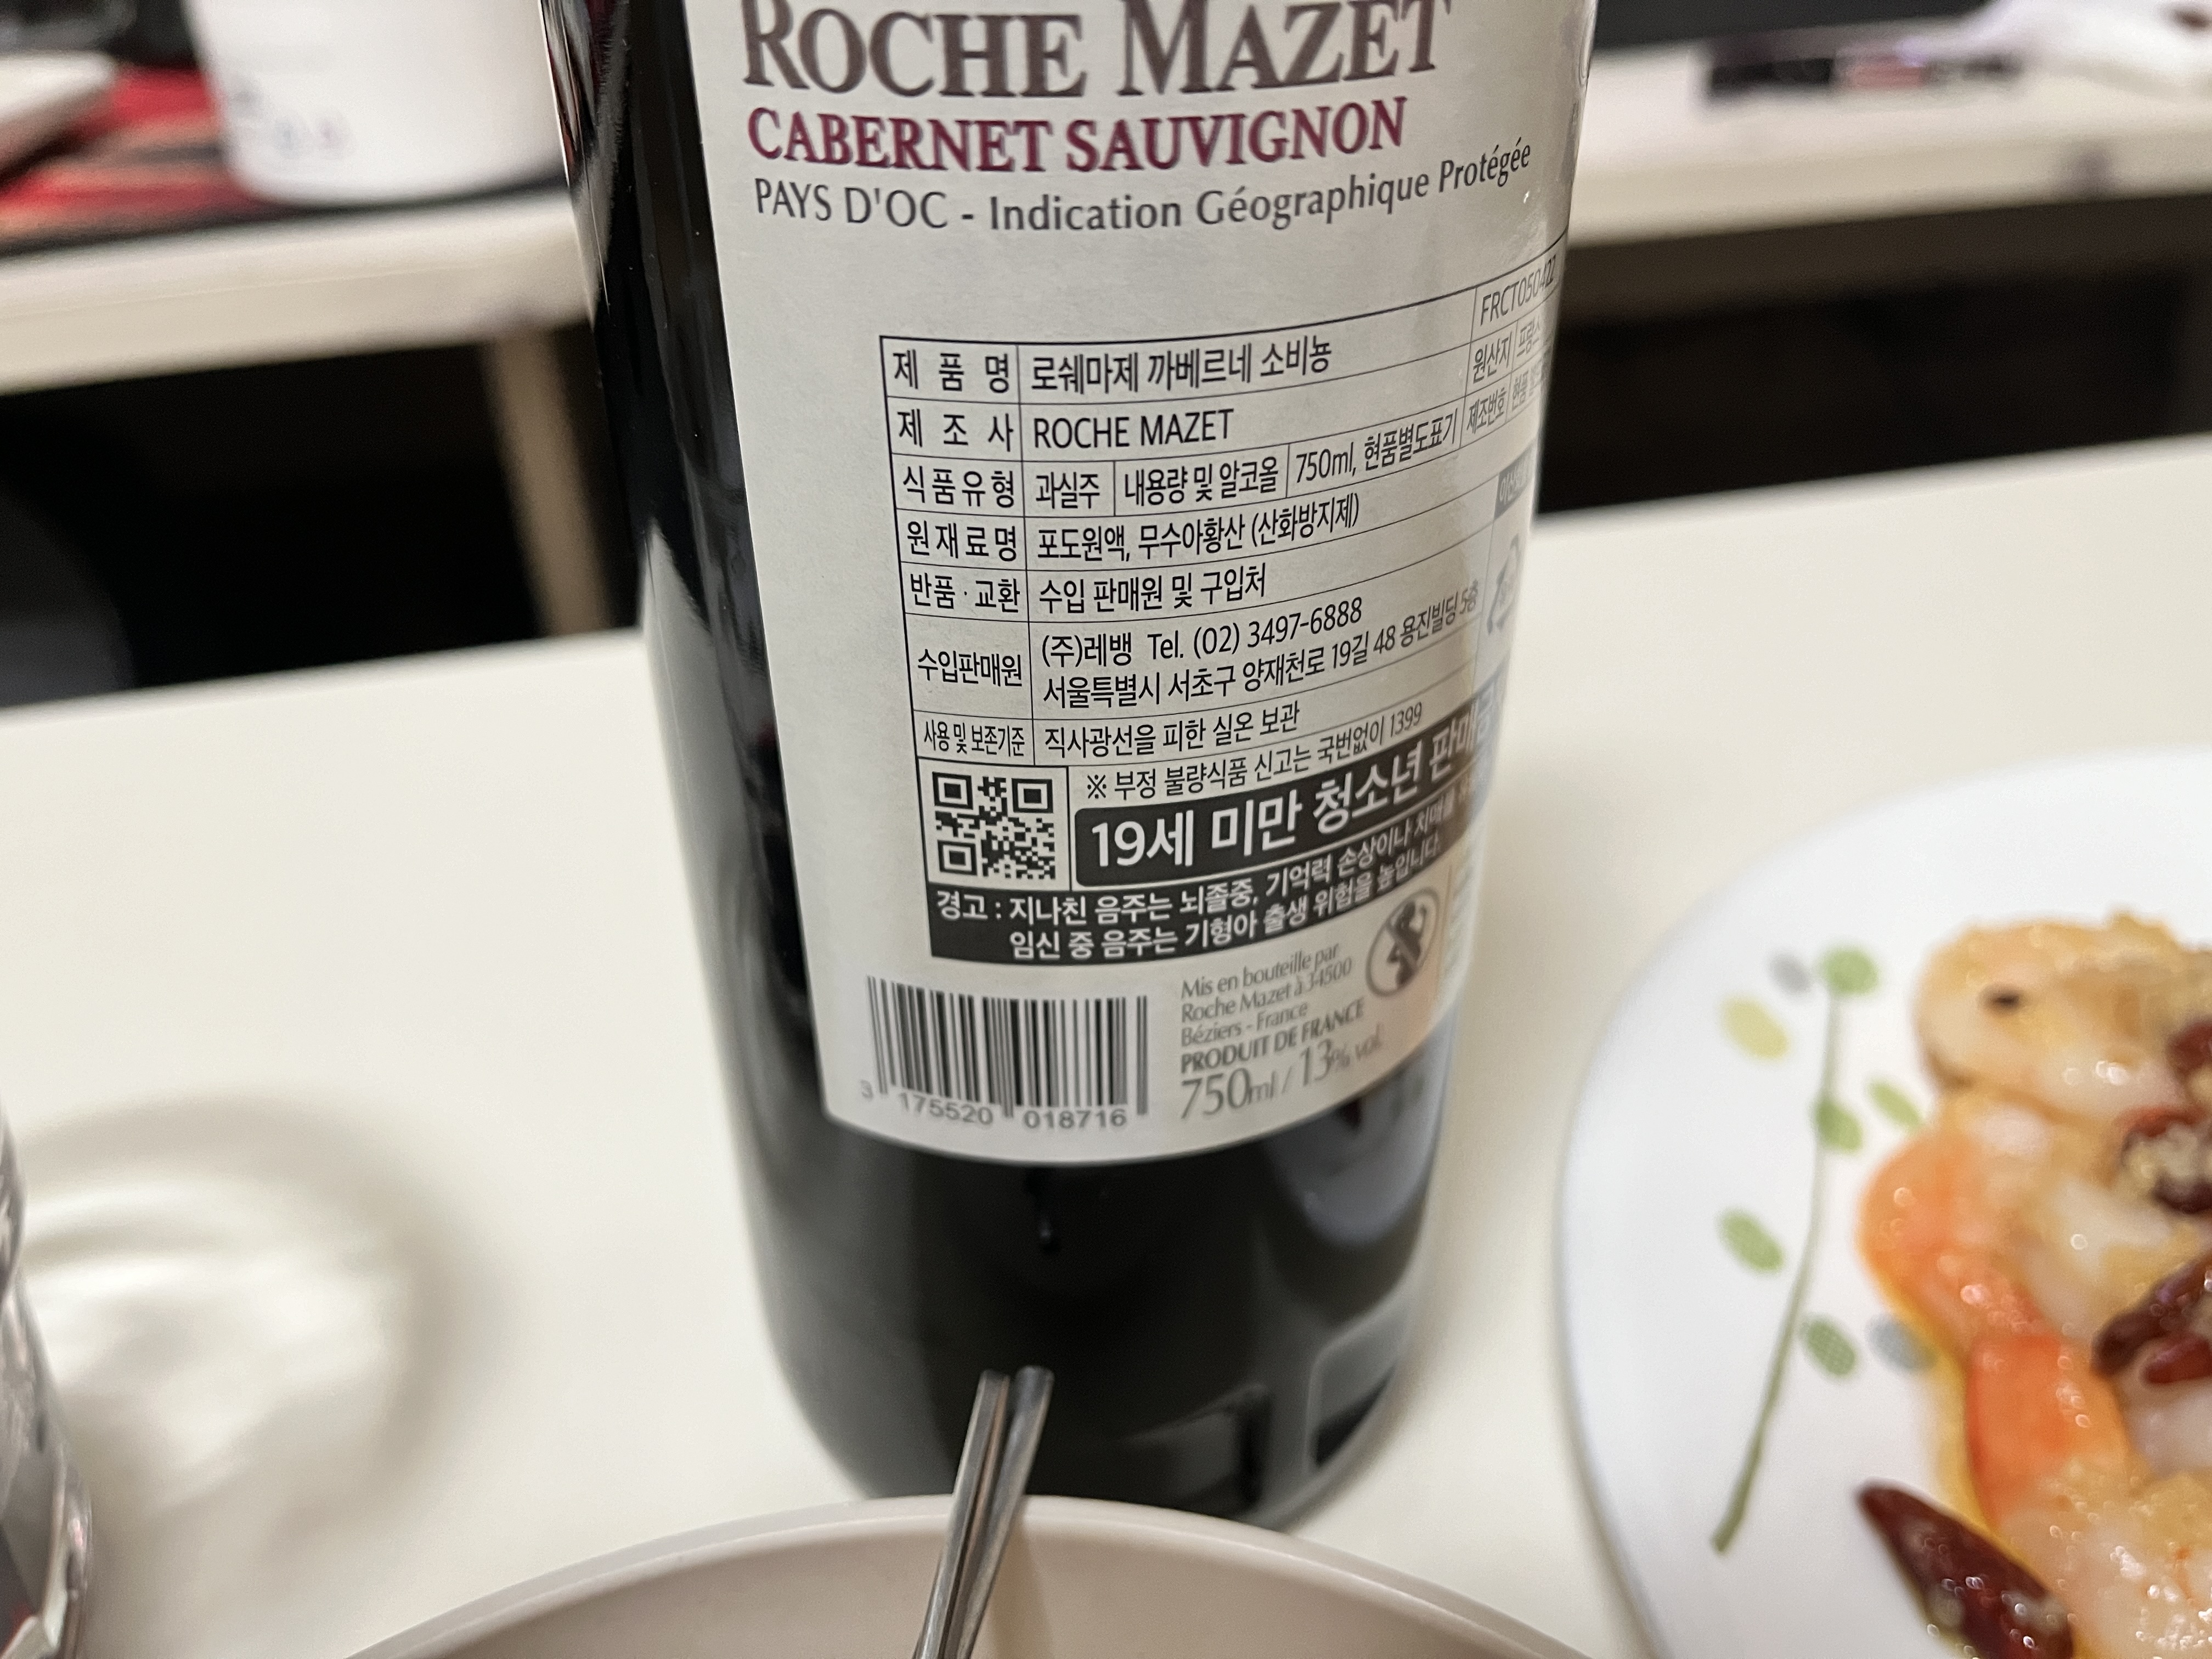 ROCHE MAZET
CABERNET SAUVIGNON
PAYS D'OC - Indication Géographique Protégée
FRCT050422
제 품 명 로쉐마제 까베르네 소비뇽 원산지
제 조 사 ROCHE MAZET 제조번호
식품유형 과실주 내용량 및 알코올 750ml, 현품별도표기
원재료명 포도원액, 무수아황산 (산화방지제)
반품·교환 수입 판매원 및 구입처
수입판매원 (주)레뱅 Tel. (02) 3497-6888
서울특별시 서초구 양재천로 19길 48 용진빌딩 5층
사용 및 보존기준 직사광선을 피한 실온 보관
※ 부정 불량식품 신고는 국번없이 1399
19세 미만 청소년 판매
경고 : 지나친 음주는 뇌졸중, 기억력 손상이나 치매를
임신 중 음주는 기형아 출생 위험을 높입니다.
Mis en bouteille par
Roche Mazet à 34500
Béziers - France
PRODUIT DE FRANCE
750ml / 13% vol.
3 175520 018716